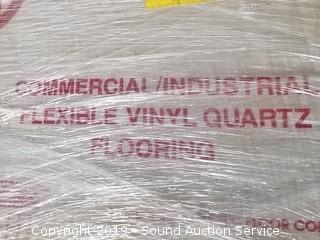 COMMERCIAL/INDUSTRIAL
FLEXIBLE VINYL QUARTZ
FLOORING
Copyright 2019 - Sound Auction Service